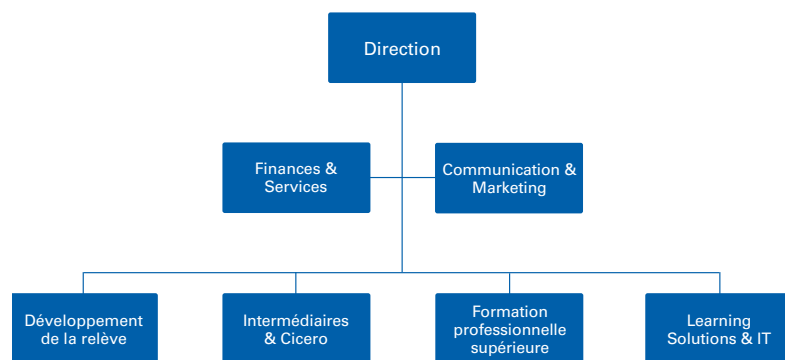 Direction
Finances &
Services
Communication &
Marketing
Développement
de la relève
Intermédiaires
& Cicero
Formation
professionnelle
supérieure
Learning
Solutions & IT